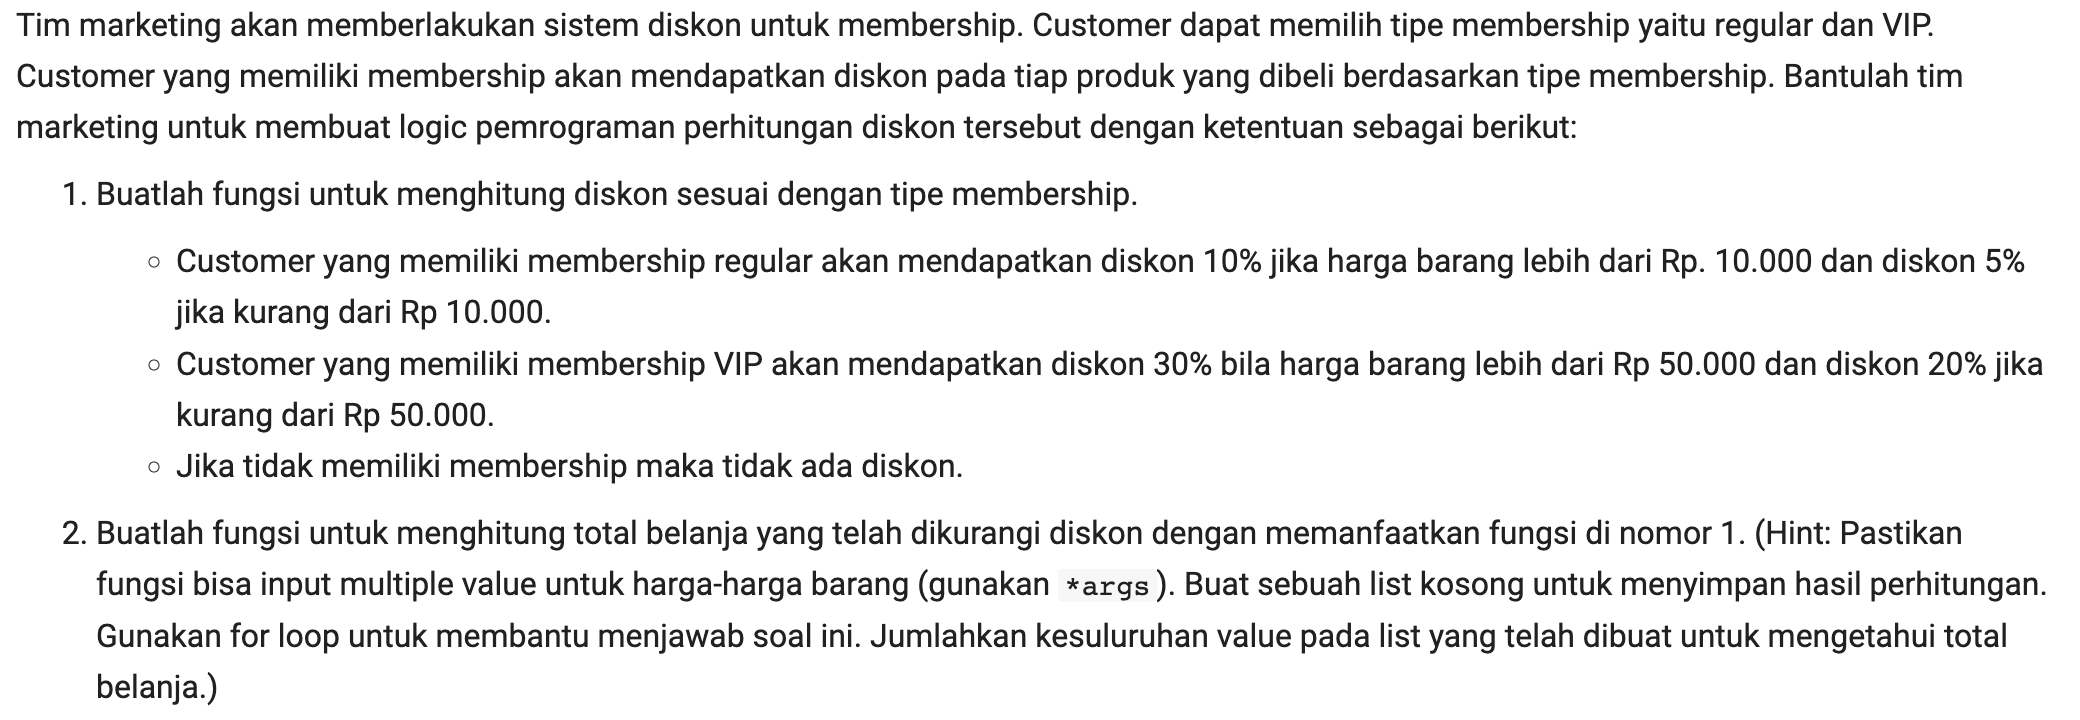 Tim marketing akan memberlakukan sistem diskon untuk membership. Customer dapat memilih tipe membership yaitu regular dan VIP.
Customer yang memiliki membership akan mendapatkan diskon pada tiap produk yang dibeli berdasarkan tipe membership. Bantulah tim
marketing untuk membuat logic pemrograman perhitungan diskon tersebut dengan ketentuan sebagai berikut:
1. Buatlah fungsi untuk menghitung diskon sesuai dengan tipe membership.
◦ Customer yang memiliki membership regular akan mendapatkan diskon 10% jika harga barang lebih dari Rp. 10.000 dan diskon 5%
jika kurang dari Rp 10.000.
◦ Customer yang memiliki membership VIP akan mendapatkan diskon 30% bila harga barang lebih dari Rp 50.000 dan diskon 20% jika
kurang dari Rp 50.000.
◦ Jika tidak memiliki membership maka tidak ada diskon.
2. Buatlah fungsi untuk menghitung total belanja yang telah dikurangi diskon dengan memanfaatkan fungsi di nomor 1. (Hint: Pastikan
fungsi bisa input multiple value untuk harga-harga barang (gunakan *args). Buat sebuah list kosong untuk menyimpan hasil perhitungan.
Gunakan for loop untuk membantu menjawab soal ini. Jumlahkan kesuluruhan value pada list yang telah dibuat untuk mengetahui total
belanja.)